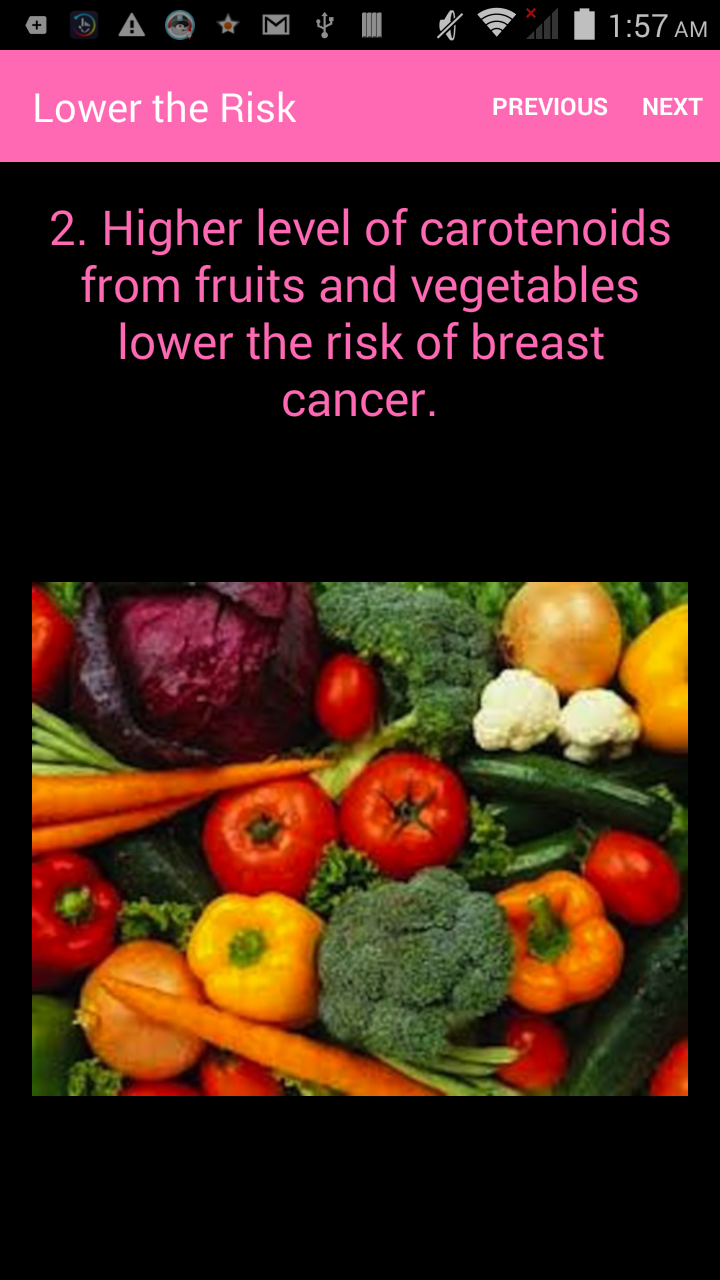 1:57 AM
Lower the Risk PREVIOUS NEXT
2. Higher level of carotenoids
from fruits and vegetables
lower the risk of breast
cancer.